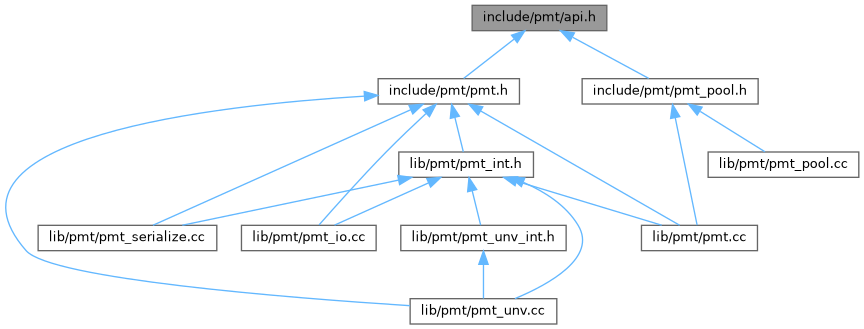 include/pmt/api.h
include/pmt/pmt.h
include/pmt/pmt_pool.h
lib/pmt/pmt_int.h
lib/pmt/pmt_pool.cc
lib/pmt/pmt_serialize.cc
lib/pmt/pmt_io.cc
lib/pmt/pmt_unv_int.h
lib/pmt/pmt.cc
lib/pmt/pmt_unv.cc